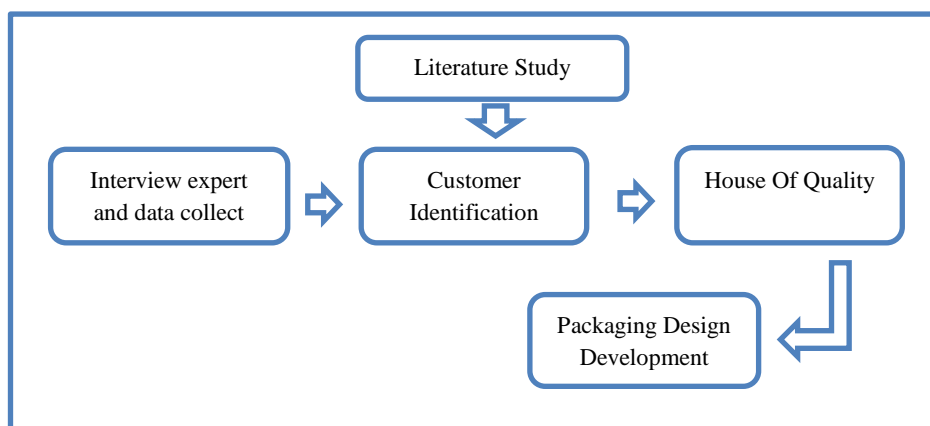 Literature Study
Interview expert
and data collect
Customer
Identification
House Of Quality
Packaging Design
Development